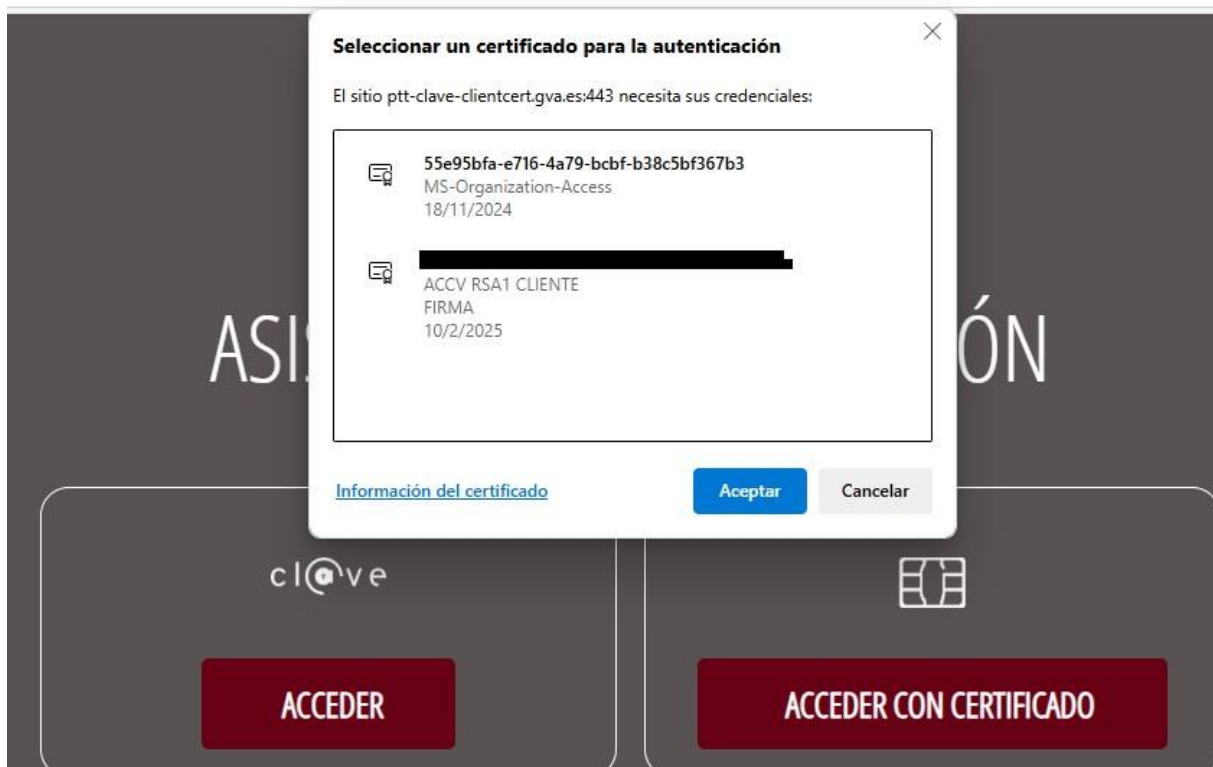 Seleccionar un certificado para la autenticación
El sitio ptt-clave-clientcert.gva.es:443 necesita sus credenciales:
55e95bfa-e716-4a79-bcbf-b38c5bf367b3
MS-Organization-Access
18/11/2024
ACCV RSA1 CLIENTE
FIRMA
10/2/2025
Información del certificado
Aceptar
Cancelar
ASI ÓN
cl@ve
ACCEDER
ACCEDER CON CERTIFICADO